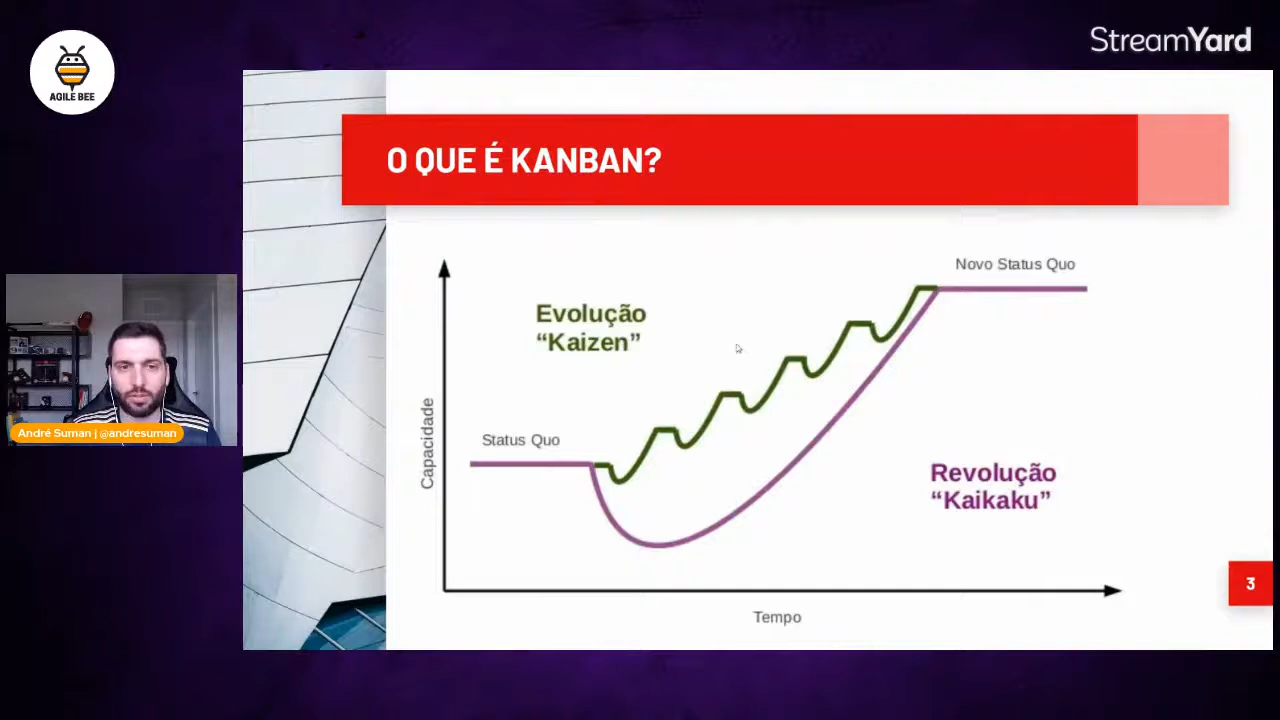 AGILE BEE
StreamYard
O QUE É KANBAN?
Novo Status Quo
Evolução
“Kaizen”
Status Quo
Capacidade
Revolução
“Kaikaku”
Tempo
3
André Suman | @andresuman